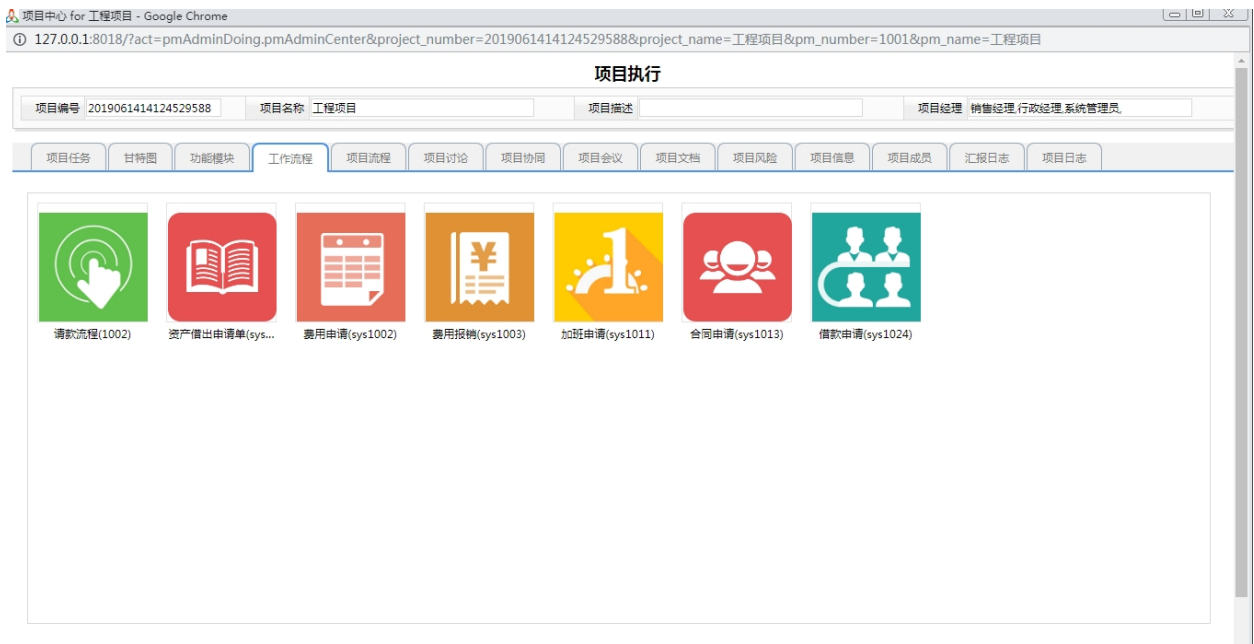 项目中心 for 工程项目 - Google Chrome
127.0.0.1:8018/?act=pmAdminDoing.pmAdminCenter&project_number=2019061414124529588&project_name=工程项目&pm_number=1001&pm_name=工程项目
项目执行
项目编号 2019061414124529588 项目名称 工程项目 项目描述 项目经理 销售经理,行政经理,系统管理员,
项目任务 甘特图 功能模块 工作流程 项目流程 项目讨论 项目协同 项目会议 项目文档 项目风险 项目信息 项目成员 汇报日志 项目日志
¥ 1
请款流程(1002) 资产借出申请单(sys... 费用申请(sys1002) 费用报销(sys1003) 加班申请(sys1011) 合同申请(sys1013) 借款申请(sys1024)